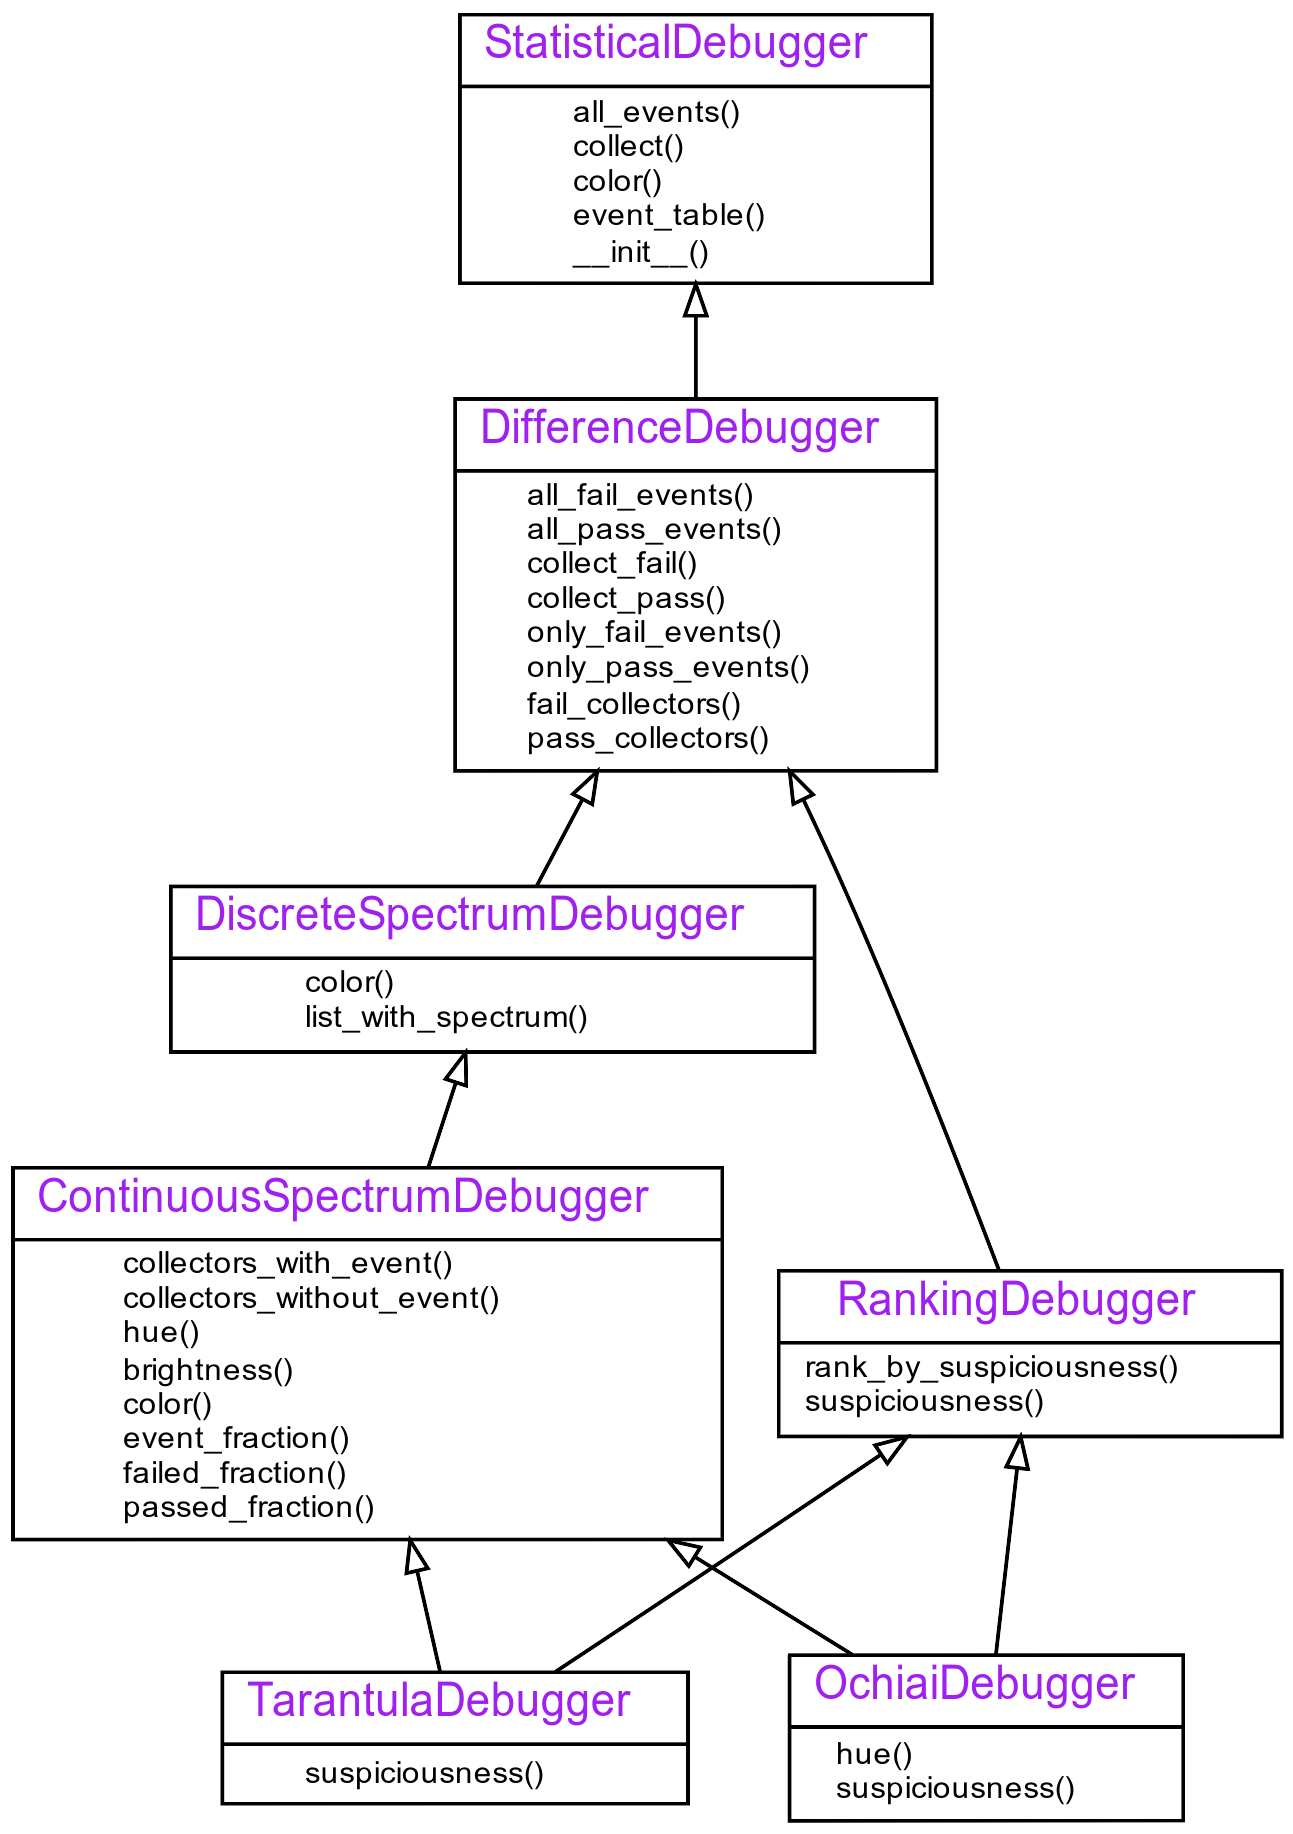 StatisticalDebugger
all_events()
collect()
color()
event_table()
__init__()
DifferenceDebugger
all_fail_events()
all_pass_events()
collect_fail()
collect_pass()
only_fail_events()
only_pass_events()
fail_collectors()
pass_collectors()
DiscreteSpectrumDebugger
color()
list_with_spectrum()
ContinuousSpectrumDebugger
collectors_with_event()
collectors_without_event()
hue()
brightness()
color()
event_fraction()
failed_fraction()
passed_fraction()
RankingDebugger
rank_by_suspiciousness()
suspiciousness()
TarantulaDebugger
suspiciousness()
OchiaiDebugger
hue()
suspiciousness()